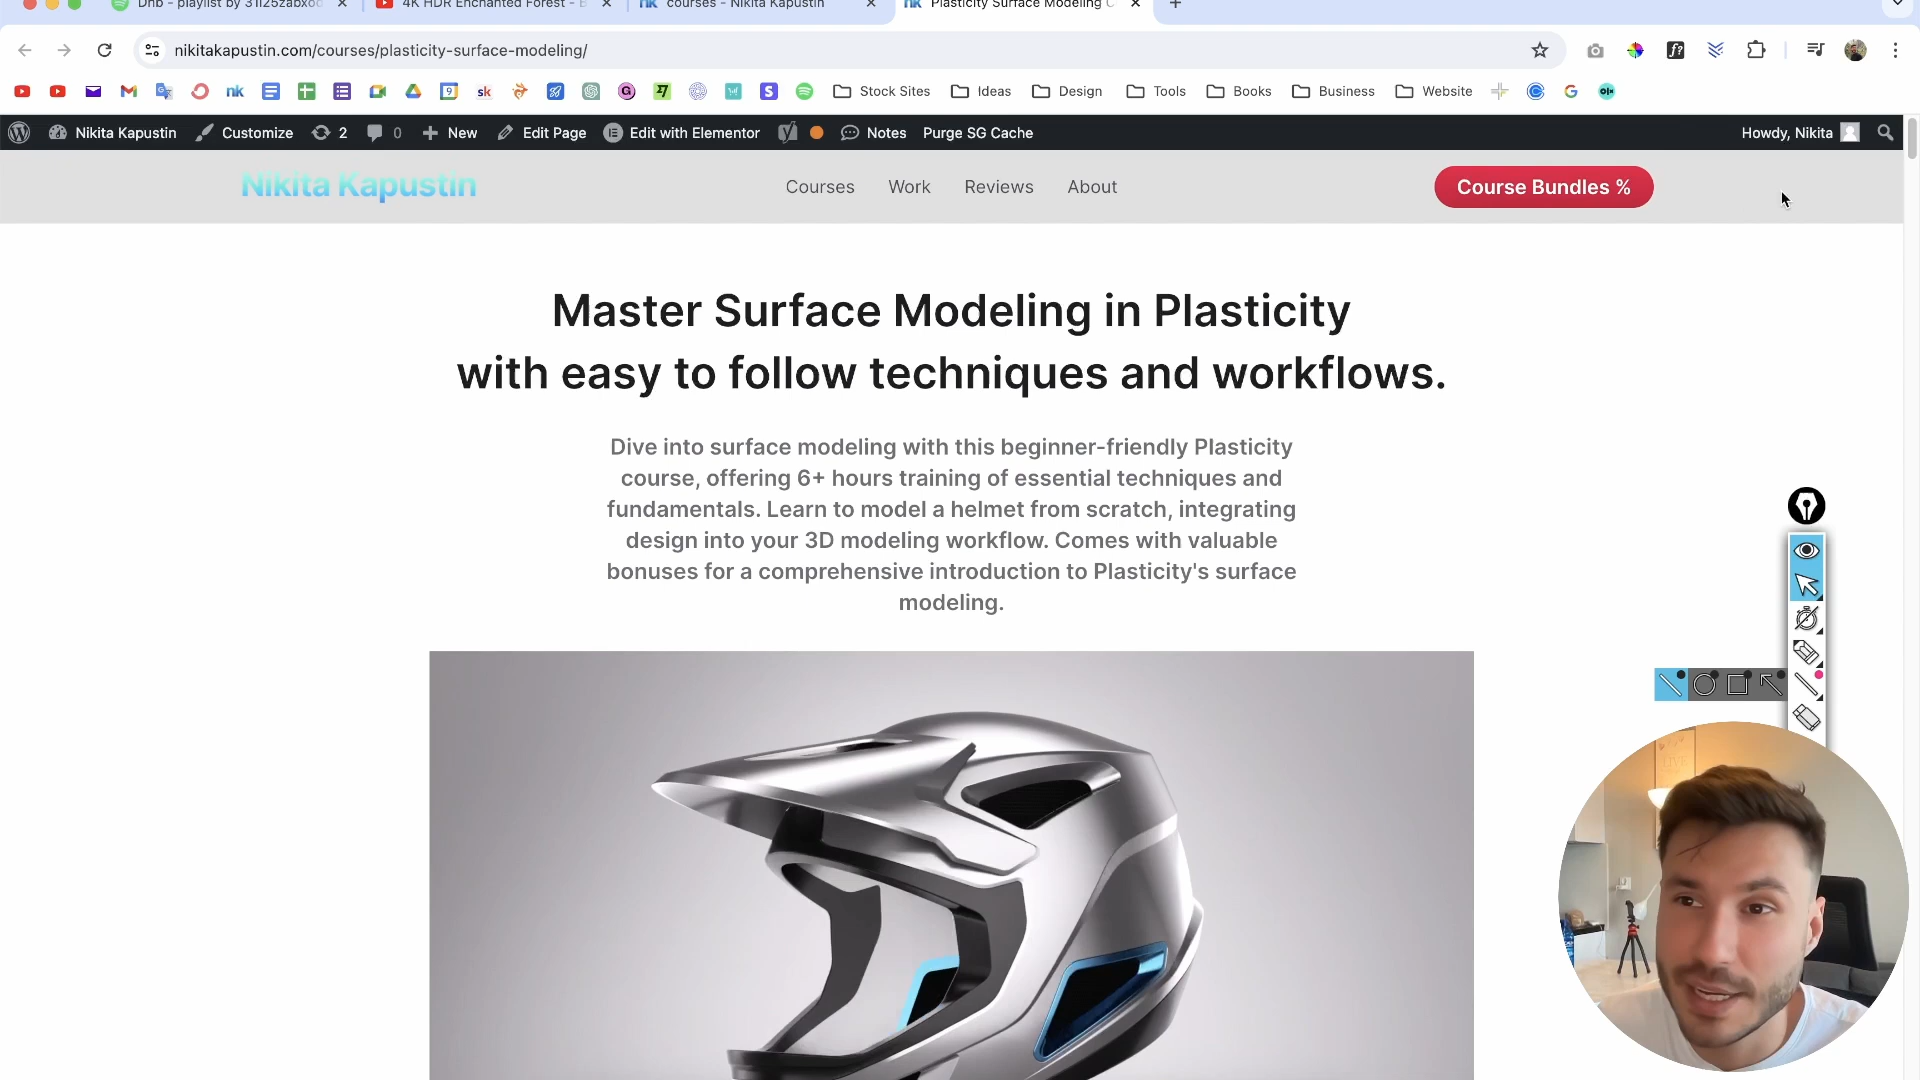 Dnb - playlist by
4K HDR Enchanted Forest -
courses - Nikita Kapustin
Plasticity Surface Modeling
nikitakapustin.com/courses/plasticity-surface-modeling/
nk
sk
Stock Sites
Ideas
Design
Tools
Books
Business
Website
Nikita Kapustin
Customize
2
0
New
Edit Page
Edit with Elementor
Notes
Purge SG Cache
Howdy, Nikita
Nikita Kapustin
Courses
Work
Reviews
About
Course Bundles %
Master Surface Modeling in Plasticity
with easy to follow techniques and workflows.
Dive into surface modeling with this beginner-friendly Plasticity
course, offering 6+ hours training of essential techniques and
fundamentals. Learn to model a helmet from scratch, integrating
design into your 3D modeling workflow. Comes with valuable
bonuses for a comprehensive introduction to Plasticity's surface
modeling.